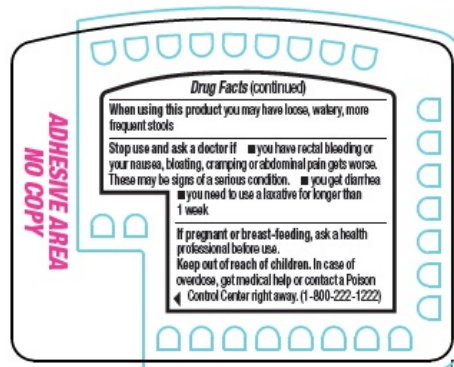 Drug Facts (continued)
When using this product you may have loose, watery, more
frequent stools
Stop use and ask a doctor if ■ you have rectal bleeding or
your nausea, bloating, cramping or abdominal pain gets worse.
These may be signs of a serious condition. ■ you get diarrhea
■ you need to use a laxative for longer than
1 week
If pregnant or breast-feeding, ask a health
professional before use.
Keep out of reach of children. In case of
overdose, get medical help or contact a Poison
Control Center right away. (1-800-222-1222)
ADHESIVE AREA
NO COPY